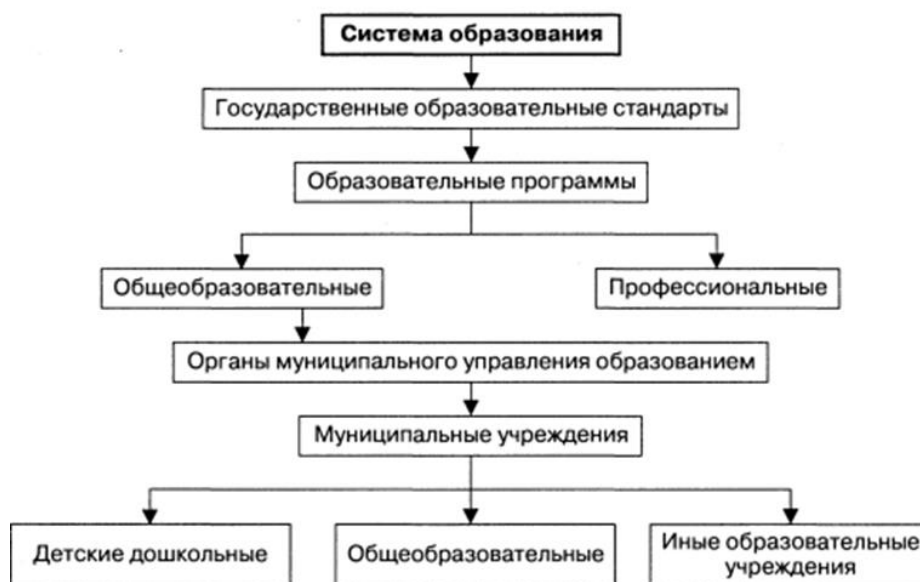 Система образования
Государственные образовательные стандарты
Образовательные программы
Общеобразовательные
Профессиональные
Органы муниципального управления образованием
Муниципальные учреждения
Детские дошкольные
Общеобразовательные
Иные образовательные
учреждения